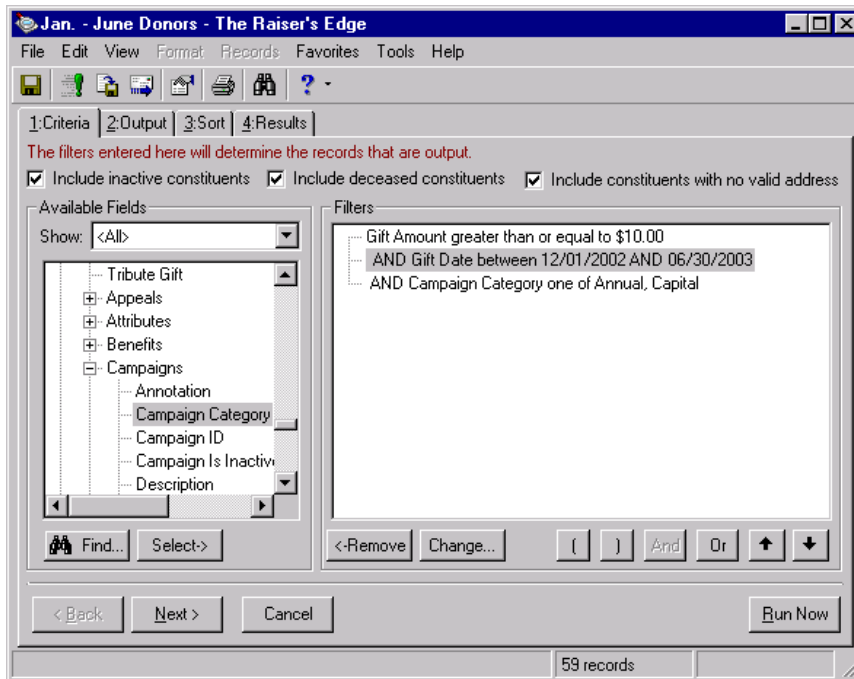 Jan. - June Donors - The Raiser's Edge
File Edit View Format Records Favorites Tools Help
?
1:Criteria 2:Output 3:Sort 4:Results
The filters entered here will determine the records that are output.
Include inactive constituents Include deceased constituents Include constituents with no valid address
Available Fields
Show: <All>
Tribute Gift
Appeals
Attributes
Benefits
Campaigns
Annotation
Campaign Category
Campaign ID
Campaign Is Inactive
Description
Find... Select->
Filters
Gift Amount greater than or equal to $10.00
AND Gift Date between 12/01/2002 AND 06/30/2003
AND Campaign Category one of Annual, Capital
<-Remove Change... ( ) And Or
< Back Next > Cancel Run Now
59 records